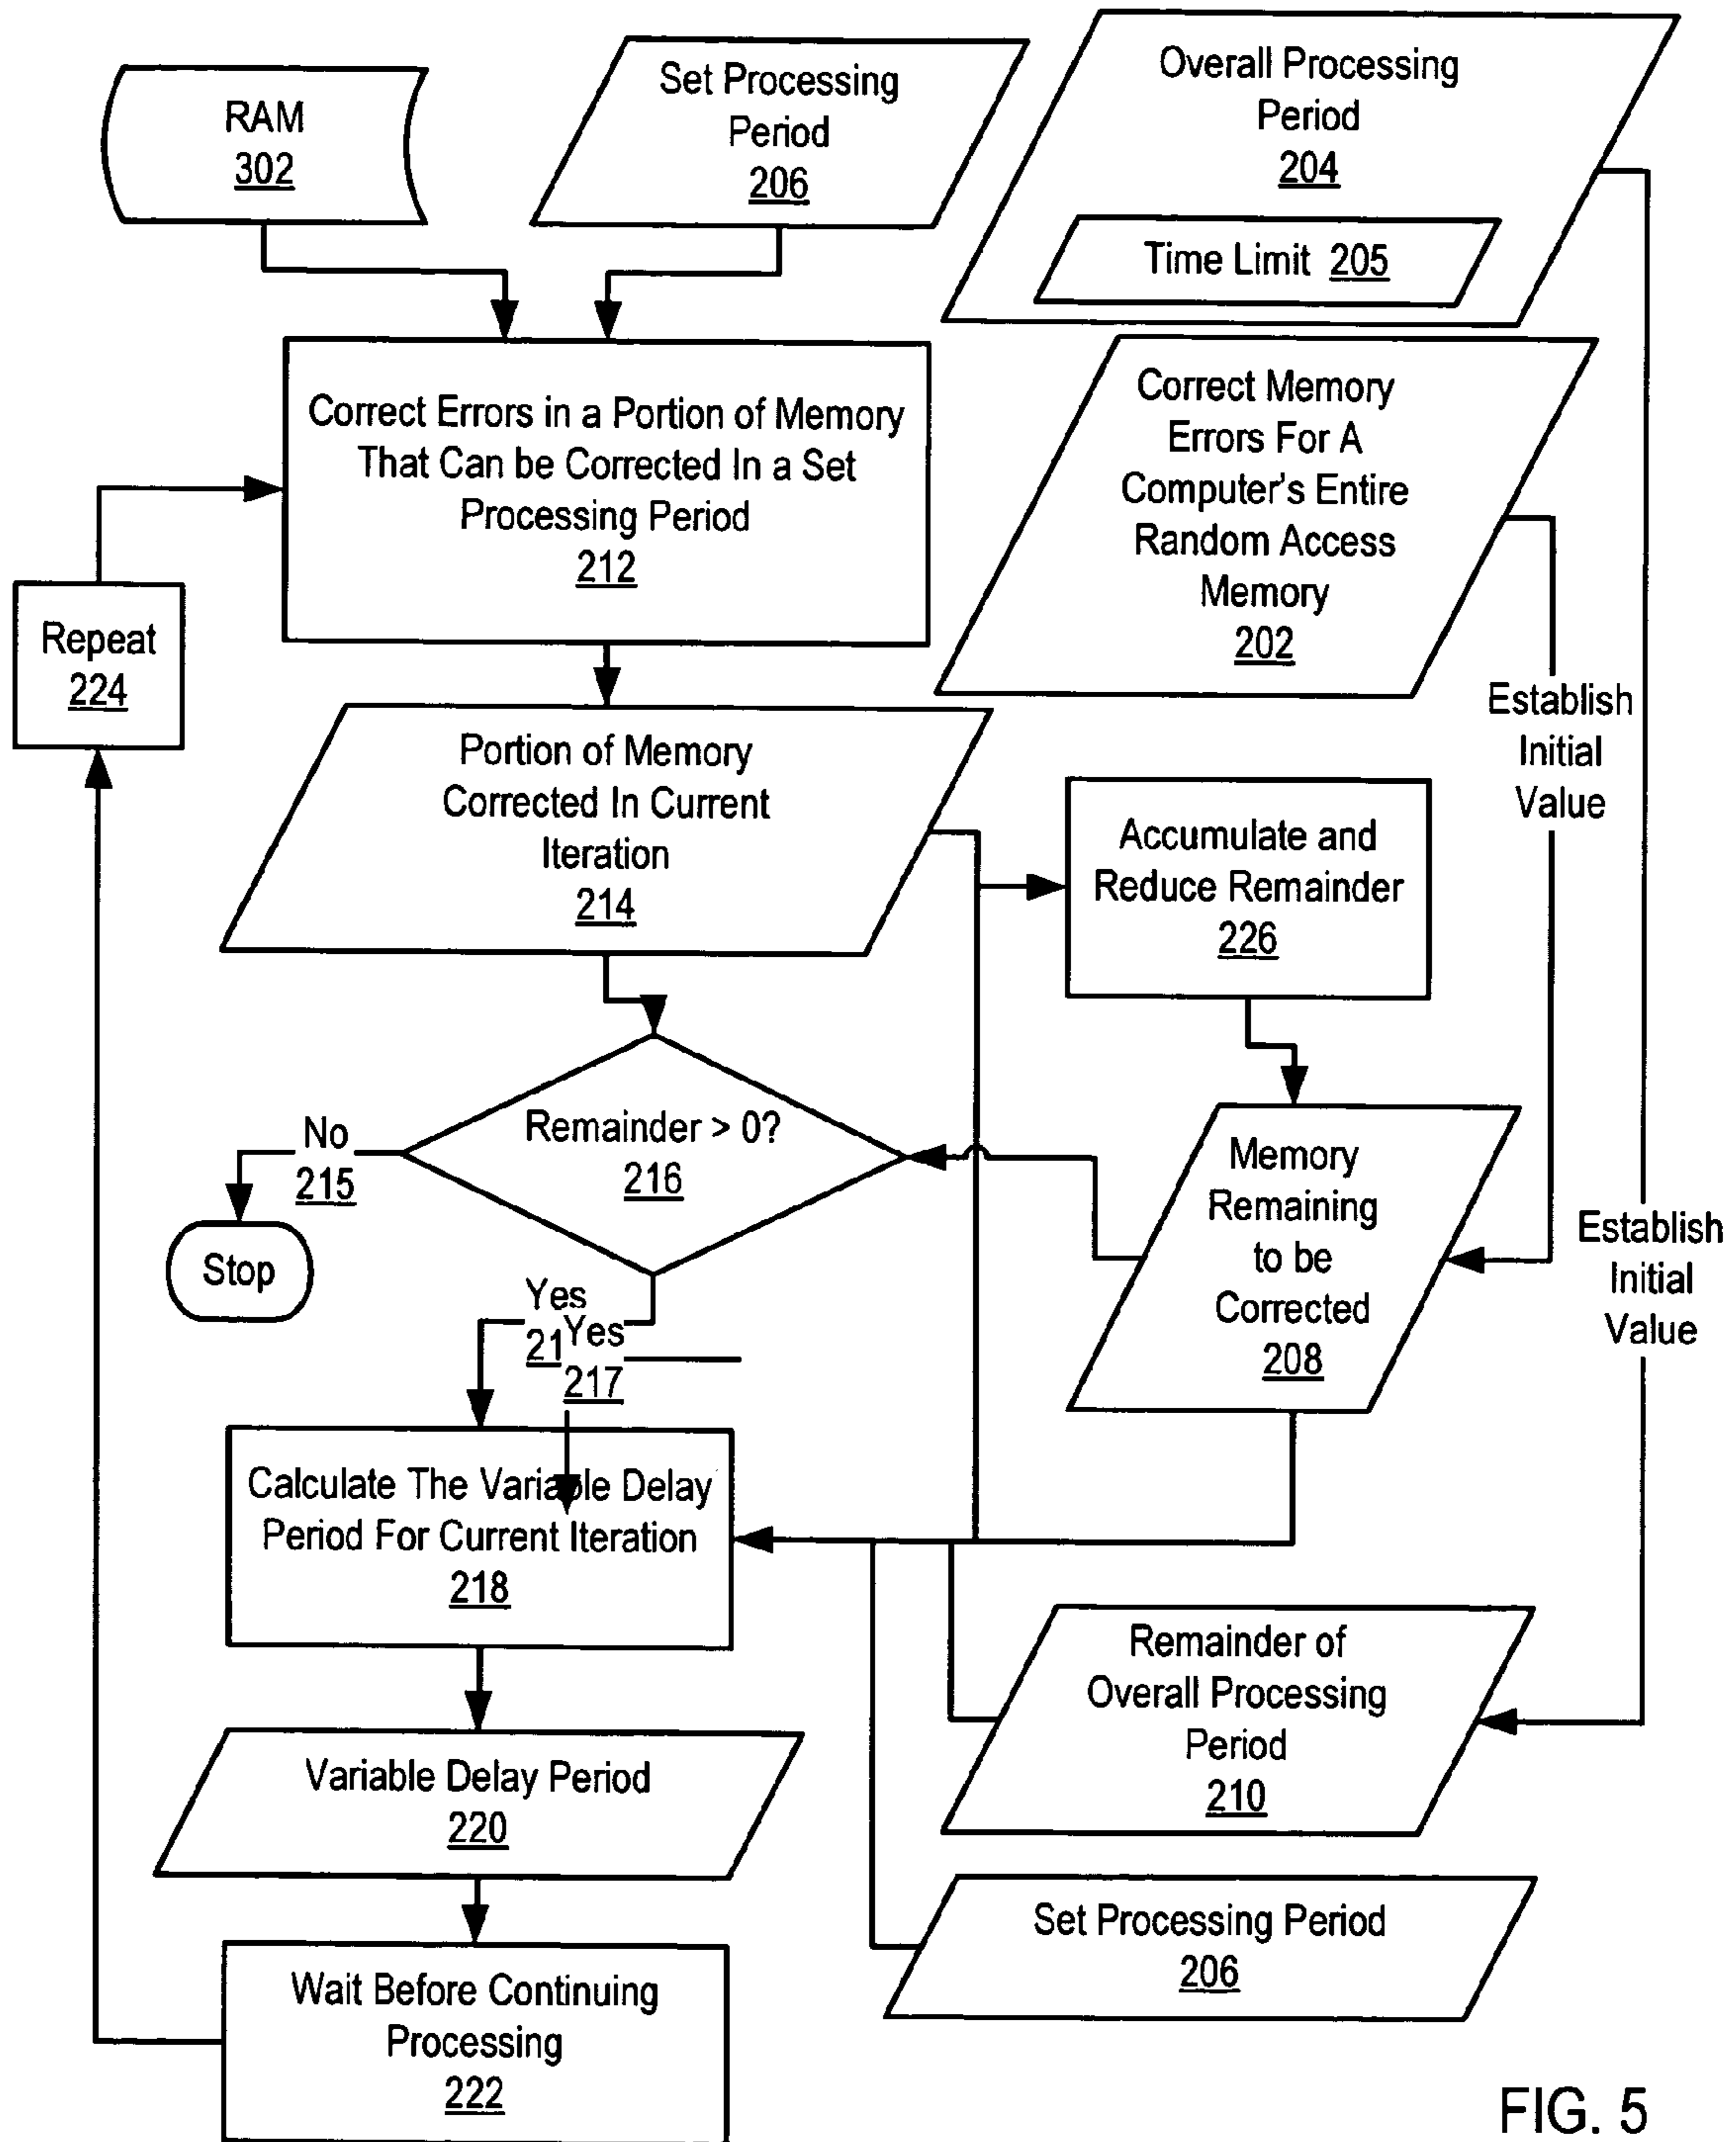 RAM
302
Set Processing
Period
206
Overall Processing
Period
204
Time Limit 205
Correct Errors in a Portion of Memory
That Can be Corrected In a Set
Processing Period
212
Correct Memory
Errors For A
Computer's Entire
Random Access
Memory
202
Repeat
224
Establish
Initial
Value
Portion of Memory
Corrected In Current
Iteration
214
Accumulate and
Reduce Remainder
226
Remainder > 0?
216
No
215
Stop
Memory
Remaining
to be
Corrected
208
Establish
Initial
Value
Yes
21
Yes
217
Calculate The Variable Delay
Period For Current Iteration
218
Remainder of
Overall Processing
Period
210
Variable Delay Period
220
Set Processing Period
206
Wait Before Continuing
Processing
222
FIG. 5